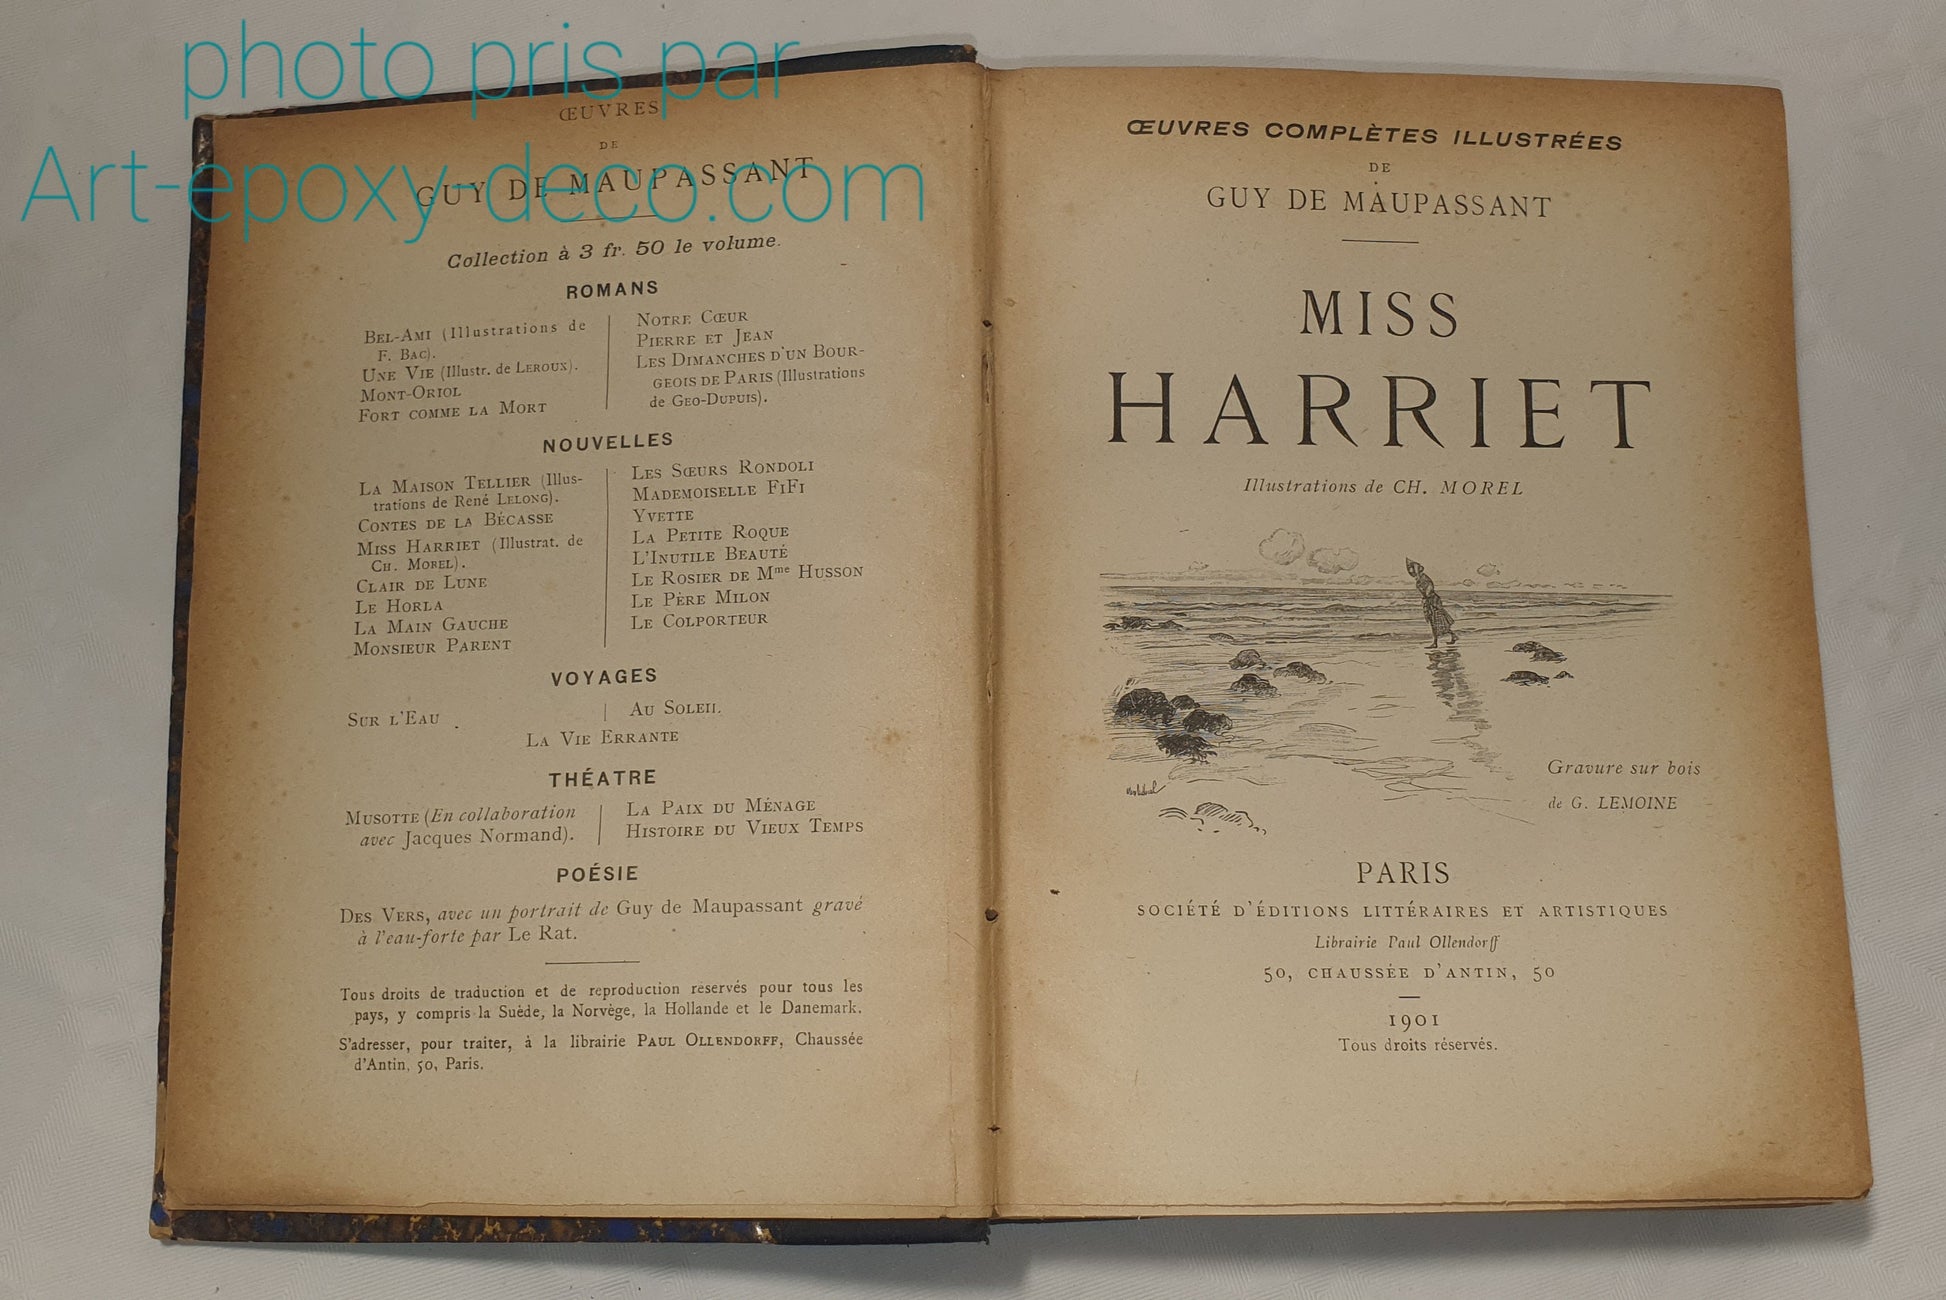 photo pris par
Art-epoxy-deco.com
ŒUVRES
DE
GUY DE MAUPASSANT
Collection à 3 fr. 50 le volume.
ROMANS
BEL-AMI (Illustrations de
F. BAC).
UNE VIE (Illustr. de LEROUX).
MONT-ORIOL
FORT COMME LA MORT
NOTRE CŒUR
PIERRE ET JEAN
LES DIMANCHES D'UN BOUR-
GEOIS DE PARIS (Illustrations
de GEO-DUPUIS).
NOUVELLES
LA MAISON TELLIER (Illus-
trations de René LELONG).
CONTES DE LA BÉCASSE
MISS HARRIET (Illustrat. de
CH. MOREL).
CLAIR DE LUNE
LE HORLA
LA MAIN GAUCHE
MONSIEUR PARENT
LES SŒURS RONDOLI
MADEMOISELLE FIFI
YVETTE
LA PETITE ROQUE
L'INUTILE BEAUTÉ
LE ROSIER DE Mme HUSSON
LE PÈRE MILON
LE COLPORTEUR
VOYAGES
SUR L'EAU
AU SOLEIL.
LA VIE ERRANTE
THÉATRE
MUSOTTE (En collaboration
avec Jacques Normand).
LA PAIX DU MÉNAGE
HISTOIRE DU VIEUX TEMPS
POÉSIE
DES VERS, avec un portrait de Guy de Maupassant gravé
à l'eau-forte par Le Rat.
Tous droits de traduction et de reproduction réservés pour tous les
pays, y compris la Suède, la Norvège, la Hollande et le Danemark.
S'adresser, pour traiter, à la librairie PAUL OLLENDORFF, Chaussée
d'Antin, 50, Paris.
ŒUVRES COMPLÈTES ILLUSTRÉES
DE
GUY DE MAUPASSANT
MISS
HARRIET
Illustrations de CH. MOREL
Gravure sur bois
de G. LEMOINE
PARIS
SOCIÉTÉ D'ÉDITIONS LITTÉRAIRES ET ARTISTIQUES
Librairie Paul Ollendorff
50, CHAUSSÉE D'ANTIN, 50
1901
Tous droits réservés.